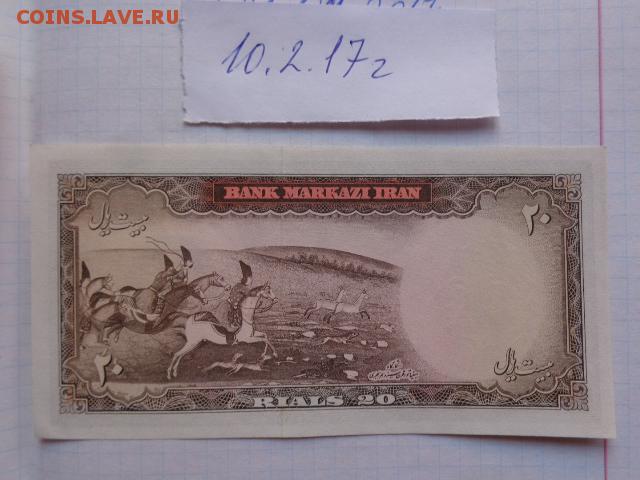 COINS.LAVE.RU
10.2.17г
BANK MARKAZI IRAN
بیست ریال
۲۰
۲۰
بیست ریال
RIALS 20